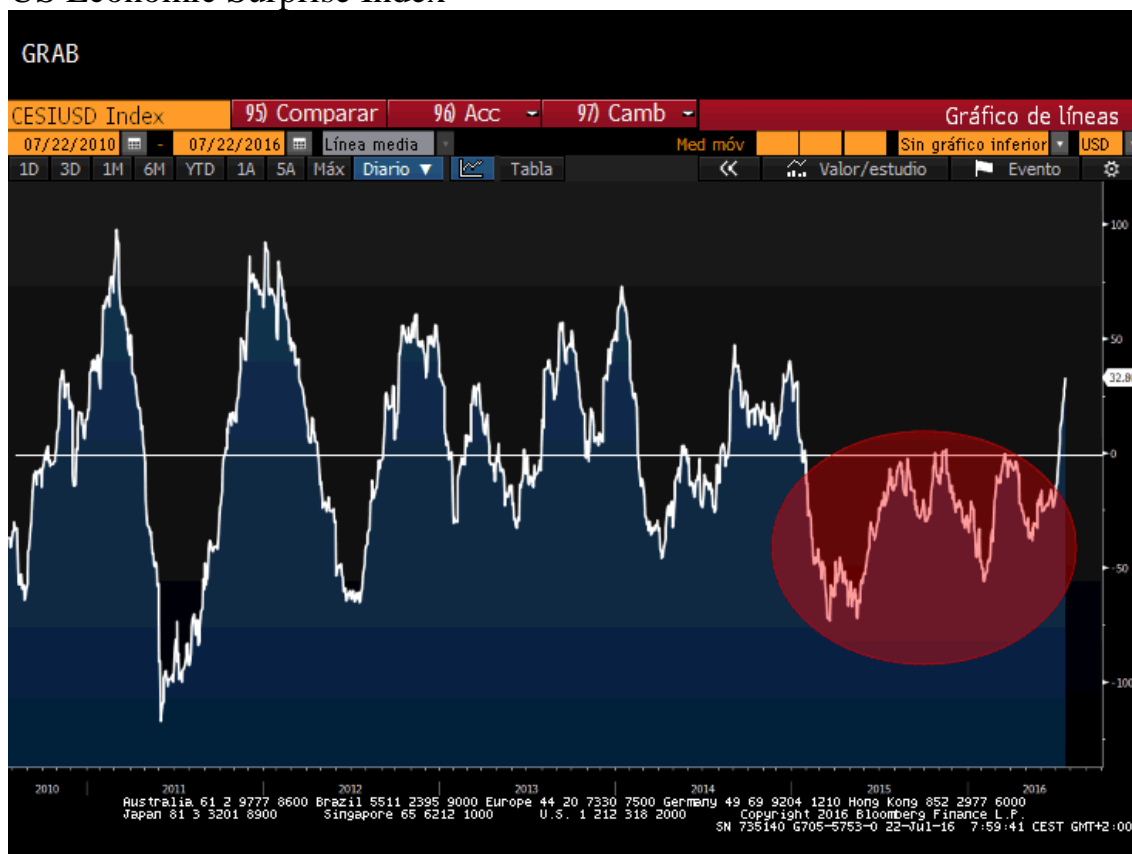 US Economic Surprise Index
GRAB
CESIUSD Index 95) Comparar 96) Acc 97) Camb Gráfico de líneas
07/22/2010 - 07/22/2016 Línea media Med móv Sin gráfico inferior USD
1D 3D 1M 6M YTD 1A 5A Máx Diario ▼ Tabla « Valor/estudio Evento
100
50
32.8
0
-50
-100
2010 2011 2012 2013 2014 2015 2016
Australia 61 2 9777 8600 Brazil 5511 2395 9000 Europe 44 20 7330 7500 Germany 49 69 9204 1210 Hong Kong 852 2977 6000
Japan 81 3 3201 8900 Singapore 65 6212 1000 U.S. 1 212 318 2000 Copyright 2016 Bloomberg Finance L.P.
SN 735140 G705-5753-0 22-Jul-16 7:59:41 CEST GMT+2:00